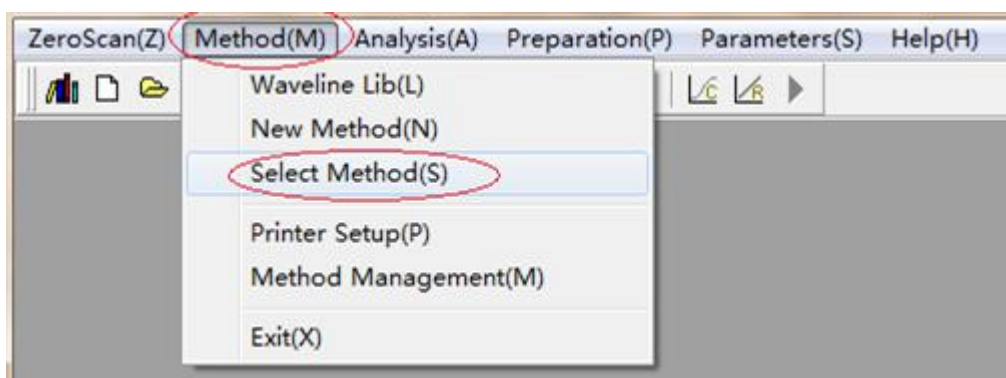 ZeroScan(Z) Method(M) Analysis(A) Preparation(P) Parameters(S) Help(H)
C R
Waveline Lib(L)
New Method(N)
Select Method(S)
Printer Setup(P)
Method Management(M)
Exit(X)